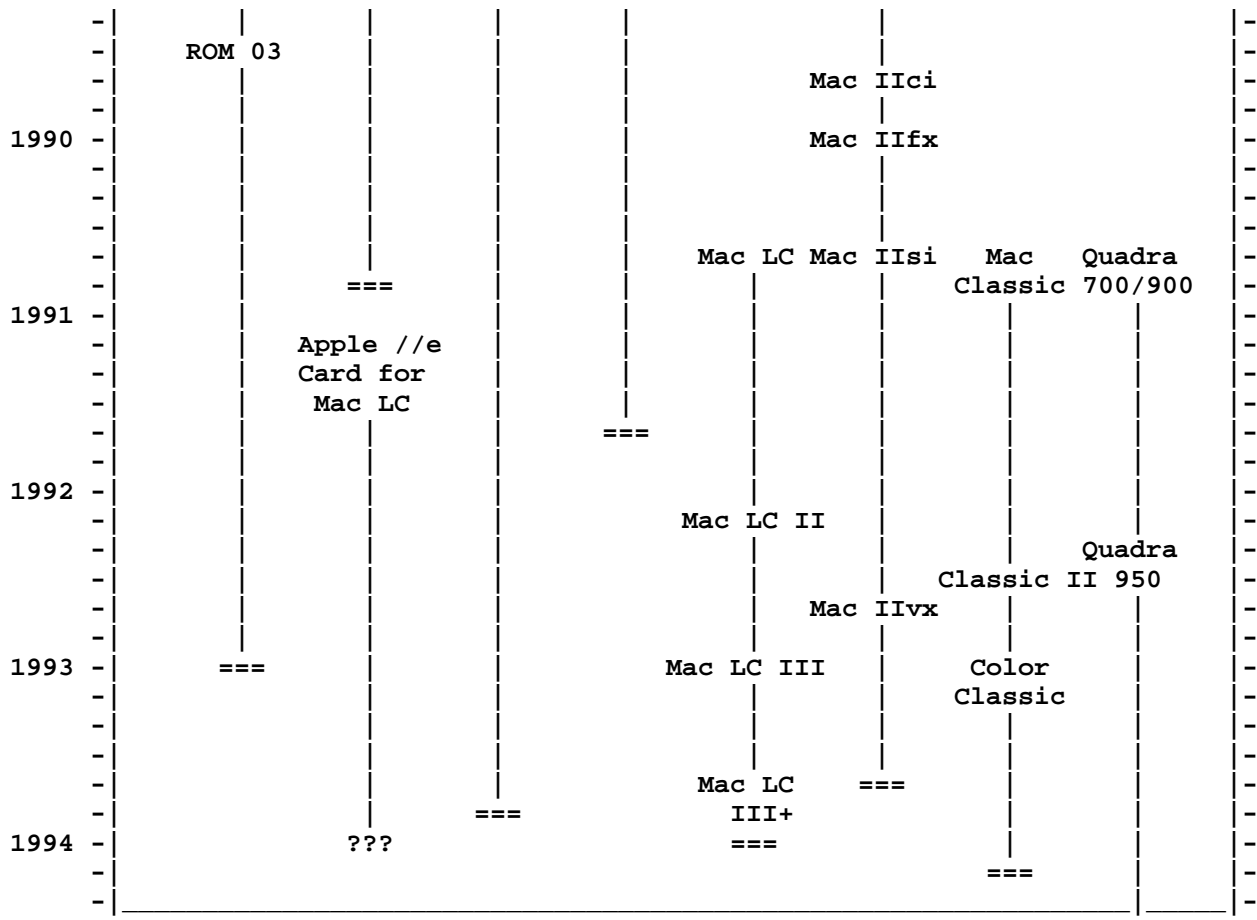 ROM 03
Mac IIci
1990 Mac IIfx
Mac LC Mac IIsi Mac Quadra
=== Classic 700/900
1991
Apple //e
Card for
Mac LC
===
1992
Mac LC II
Quadra
Classic II 950
Mac IIvx
1993 === Mac LC III Color
Classic
Mac LC ===
=== III+
1994 ??? ===
===